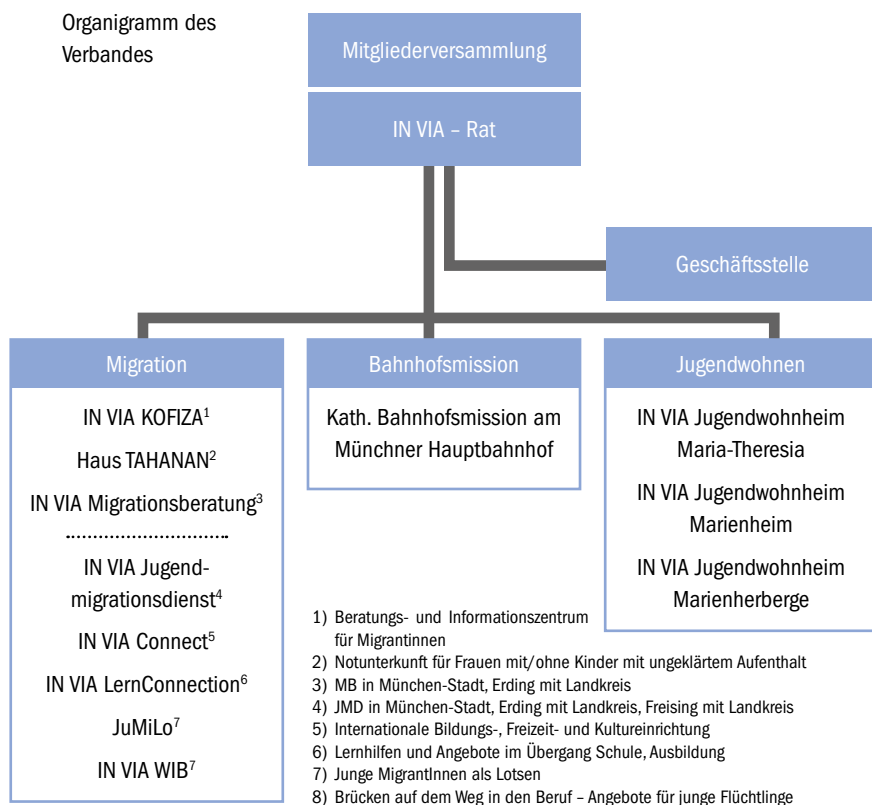 Organigramm des
Verbandes
Mitgliederversammlung
IN VIA – Rat
Geschäftsstelle
Migration
IN VIA KOFIZA¹
Haus TAHANAN²
IN VIA Migrationsberatung³
IN VIA Jugend-
migrationsdienst⁴
IN VIA Connect⁵
IN VIA LernConnection⁶
JuMiLo⁷
IN VIA WIB⁷
Bahnhofsmission
Kath. Bahnhofsmission am
Münchner Hauptbahnhof
Jugendwohnen
IN VIA Jugendwohnheim
Maria-Theresia
IN VIA Jugendwohnheim
Marienheim
IN VIA Jugendwohnheim
Marienherberge
1) Beratungs- und Informationszentrum
für Migrantinnen
2) Notunterkunft für Frauen mit/ohne Kinder mit ungeklärtem Aufenthalt
3) MB in München-Stadt, Erding mit Landkreis
4) JMD in München-Stadt, Erding mit Landkreis, Freising mit Landkreis
5) Internationale Bildungs-, Freizeit- und Kultureinrichtung
6) Lernhilfen und Angebote im Übergang Schule, Ausbildung
7) Junge MigrantInnen als Lotsen
8) Brücken auf dem Weg in den Beruf – Angebote für junge Flüchtlinge